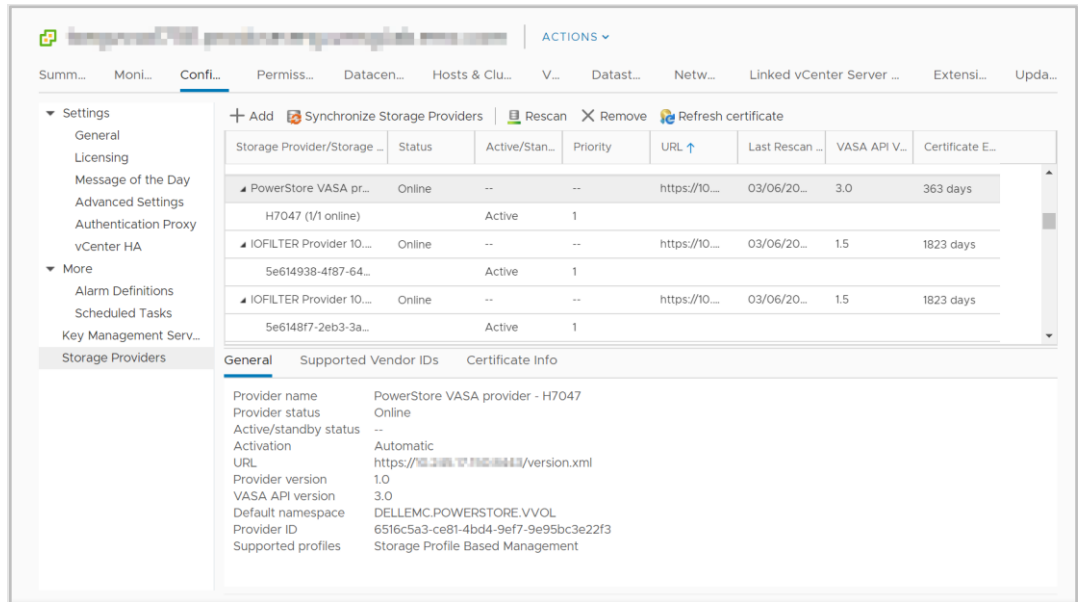 ACTIONS
Summ... Moni... Confi... Permiss... Datacen... Hosts & Clu... V... Datast... Netw... Linked vCenter Server ... Extensi... Upda...
Settings
General
Licensing
Message of the Day
Advanced Settings
Authentication Proxy
vCenter HA
More
Alarm Definitions
Scheduled Tasks
Key Management Serv...
Storage Providers
Add Synchronize Storage Providers Rescan Remove Refresh certificate
Storage Provider/Storage ... Status Active/Stan... Priority URL Last Rescan ... VASA API V... Certificate E...
PowerStore VASA pr... Online -- -- https://10.... 03/06/20... 3.0 363 days
H7047 (1/1 online) Active 1
IOFILTER Provider 10.... Online -- -- https://10.... 03/06/20... 1.5 1823 days
5e614938-4f87-64... Active 1
IOFILTER Provider 10.... Online -- -- https://10.... 03/06/20... 1.5 1823 days
5e6148f7-2eb3-3a... Active 1
General Supported Vendor IDs Certificate Info
Provider name PowerStore VASA provider - H7047
Provider status Online
Active/standby status --
Activation Automatic
URL https:// /version.xml
Provider version 1.0
VASA API version 3.0
Default namespace DELLEMC.POWERSTORE.VVOL
Provider ID 6516c5a3-ce81-4bd4-9ef7-9e95bc3e22f3
Supported profiles Storage Profile Based Management